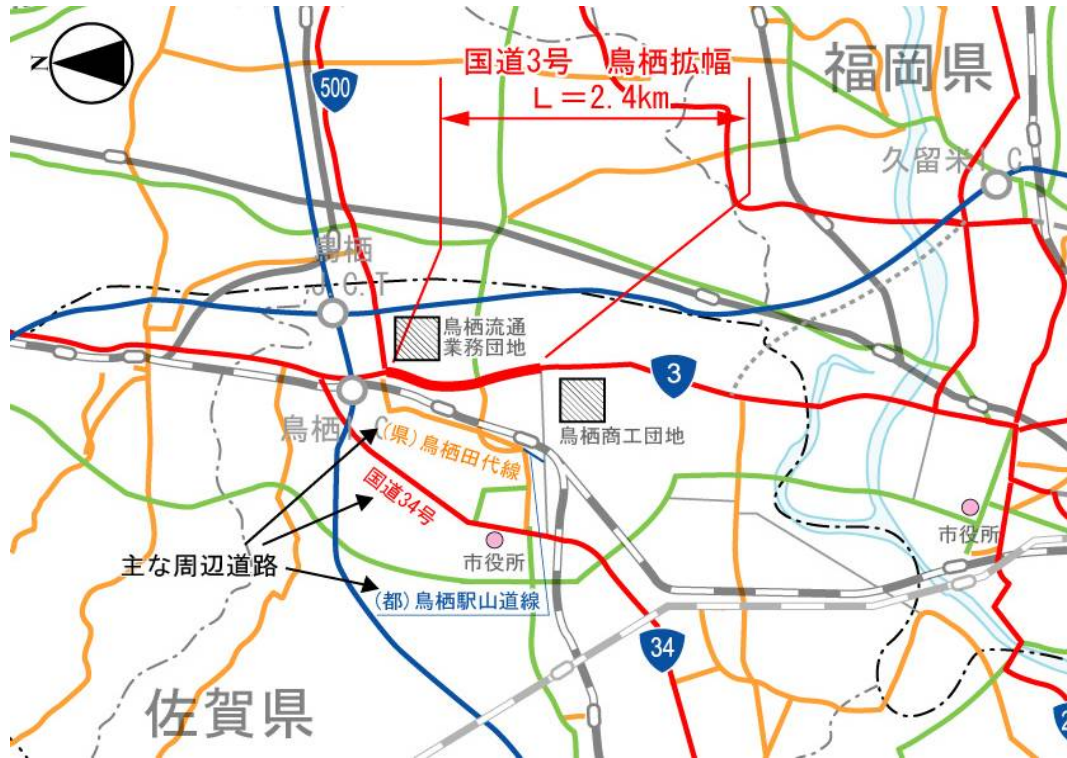 N
500
国道3号 鳥栖拡幅
L=2.4km
福岡県
久留米I.C
鳥栖
J.C.T
鳥栖流通
業務団地
3
鳥栖商工団地
鳥栖I.C
(県)鳥栖田代線
国道34号
主な周辺道路
市役所
市役所
(都)鳥栖駅山道線
34
佐賀県
2